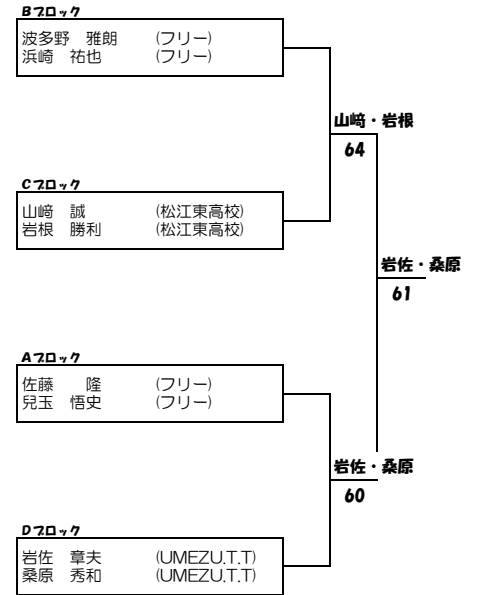 Bブロック
波多野 雅朗 (フリー)
浜崎 祐也 (フリー)
山﨑・岩根
64
Cブロック
山﨑 誠 (松江東高校)
岩根 勝利 (松江東高校)
岩佐・桑原
61
Aブロック
佐藤 隆 (フリー)
兒玉 悟史 (フリー)
岩佐・桑原
60
Dブロック
岩佐 章夫 (UMEZU.T.T)
桑原 秀和 (UMEZU.T.T)